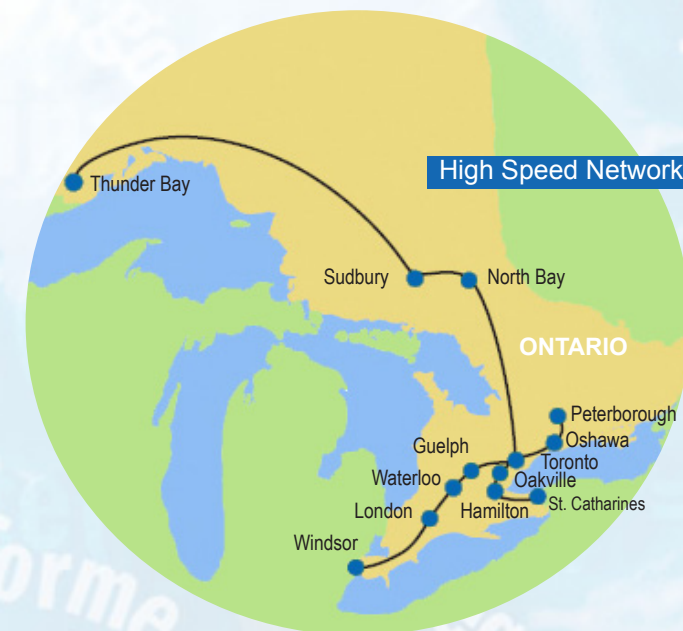 High Speed Network
Thunder Bay
Sudbury
North Bay
ONTARIO
Peterborough
Oshawa
Guelph
Toronto
Waterloo
Oakville
London
Hamilton
St. Catharines
Windsor
orme